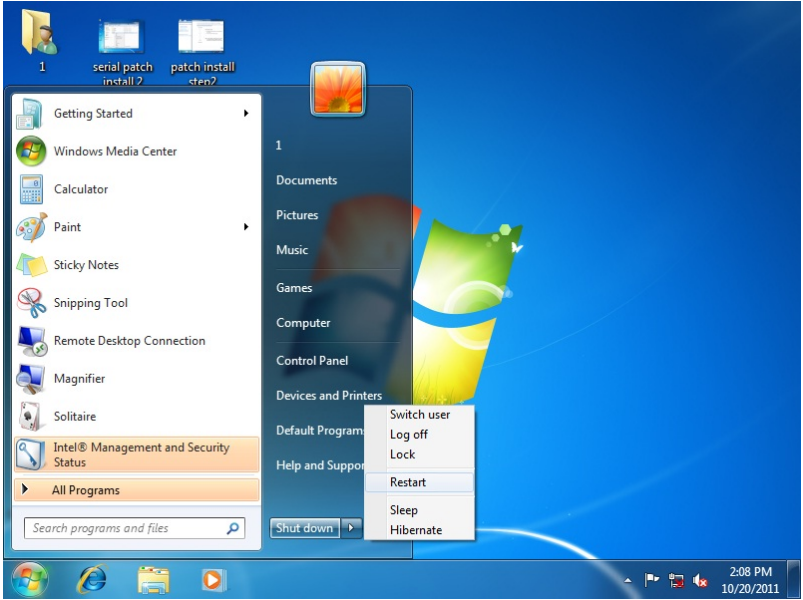 1
serial patch
install 2
patch install
step2
Getting Started
Windows Media Center
Calculator
Paint
Sticky Notes
Snipping Tool
Remote Desktop Connection
Magnifier
Solitaire
Intel® Management and Security
Status
All Programs
Search programs and files
1
Documents
Pictures
Music
Games
Computer
Control Panel
Devices and Printers
Default Program
Help and Suppor
Shut down
Switch user
Log off
Lock
Restart
Sleep
Hibernate
2:08 PM
10/20/2011